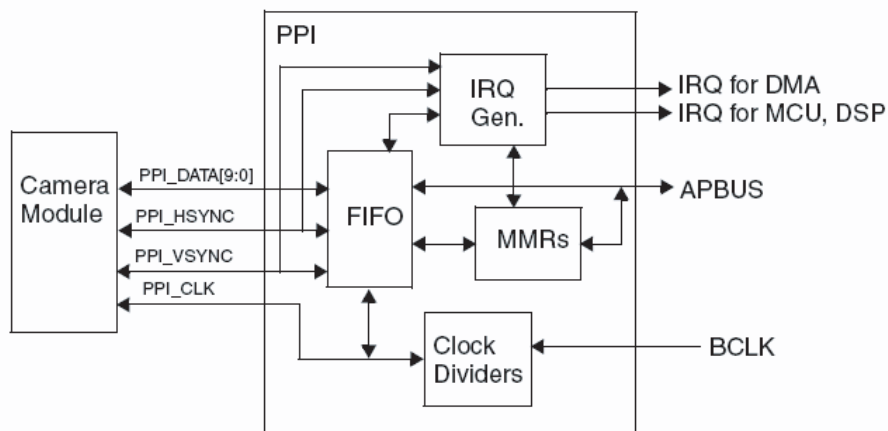 PPI
IRQ
Gen.
IRQ for DMA
IRQ for MCU, DSP
Camera
Module
PPI_DATA[9:0]
PPI_HSYNC
PPI_VSYNC
PPI_CLK
FIFO
APBUS
MMRs
Clock
Dividers
BCLK